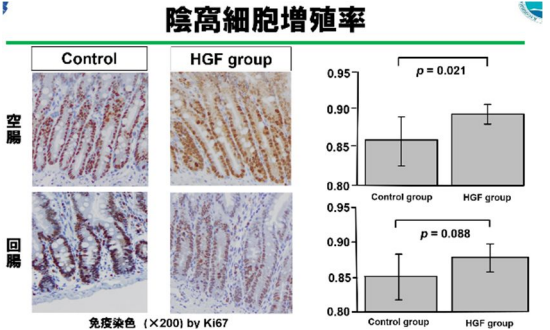 陰窩細胞増殖率
Control
HGF group
空腸
回腸
免疫染色 (×200) by Ki67
0.95
0.90
0.85
0.80
p = 0.021
Control group
HGF group
0.95
0.90
0.85
0.80
p = 0.088
Control group
HGF group